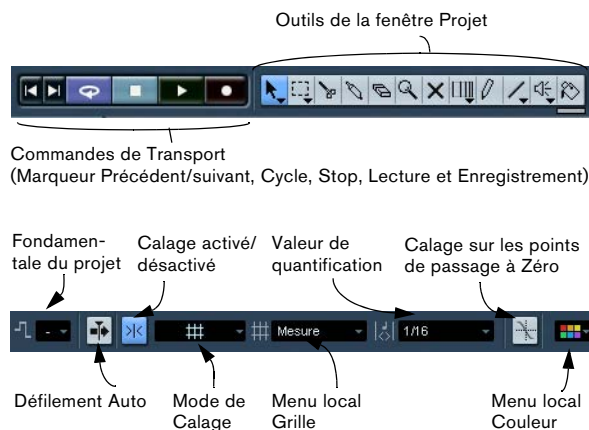 Outils de la fenêtre Projet
Commandes de Transport
(Marqueur Précédent/suivant, Cycle, Stop, Lecture et Enregistrement)
Fondamen-
tale du projet
Calage activé/
désactivé
Valeur de
quantification
Calage sur les points
de passage à Zéro
-
Mesure
1/16
Défilement Auto
Mode de
Calage
Menu local
Grille
Menu local
Couleur